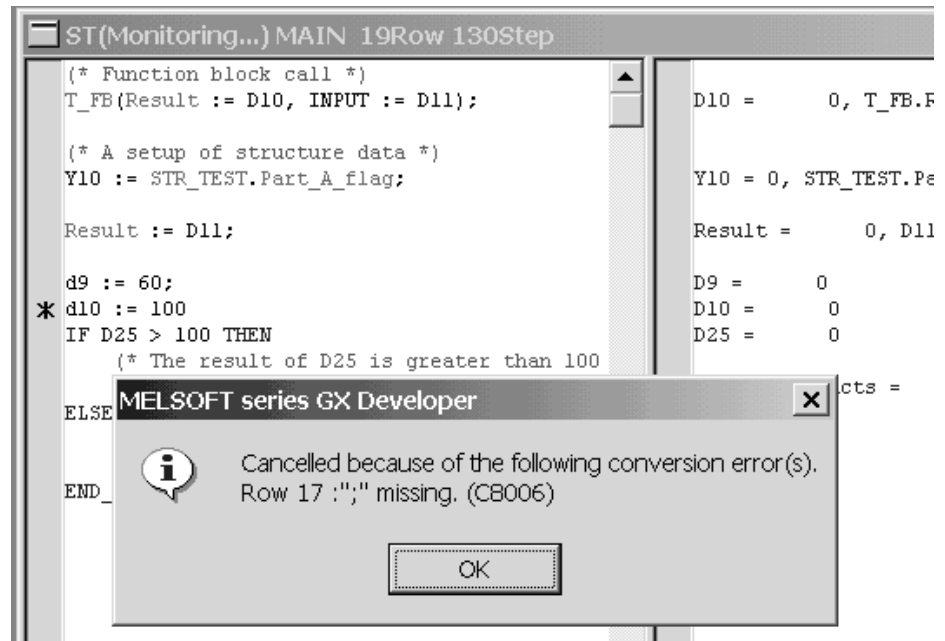 ST(Monitoring...) MAIN 19Row 130Step
(* Function block call *)
T_FB(Result := D10, INPUT := D11);
(* A setup of structure data *)
Y10 := STR_TEST.Part_A_flag;
Result := D11;
d9 := 60;
* d10 := 100
IF D25 > 100 THEN
(* The result of D25 is greater than 100
ELSE
END_
D10 = 0, T_FB.R
Y10 = 0, STR_TEST.Pa
Result = 0, D11
D9 = 0
D10 = 0
D25 = 0
cts =
MELSOFT series GX Developer
Cancelled because of the following conversion error(s).
Row 17 :";" missing. (C8006)
OK